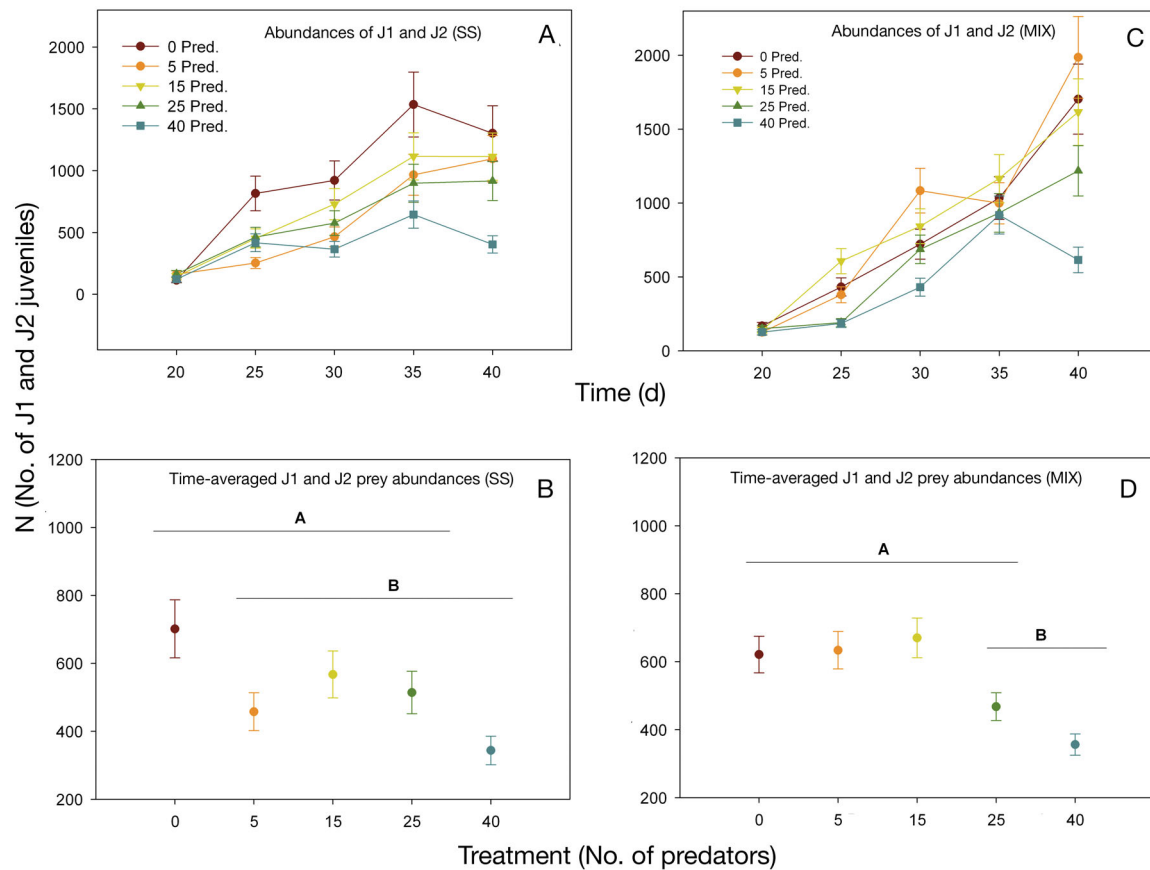 Abundances of J1 and J2 (SS)
A
0 Pred.
5 Pred.
15 Pred.
25 Pred.
40 Pred.
2000
1500
1000
500
0
20
25
30
35
40
Abundances of J1 and J2 (MIX)
C
0 Pred.
5 Pred.
15 Pred.
25 Pred.
40 Pred.
2000
1500
1000
500
0
20
25
30
35
40
Time (d)
N (No. of J1 and J2 juveniles)
Time-averaged J1 and J2 prey abundances (SS)
B
1200
1000
800
600
400
200
A
B
0
5
15
25
40
Time-averaged J1 and J2 prey abundances (MIX)
D
1200
1000
800
600
400
200
A
B
0
5
15
25
40
Treatment (No. of predators)